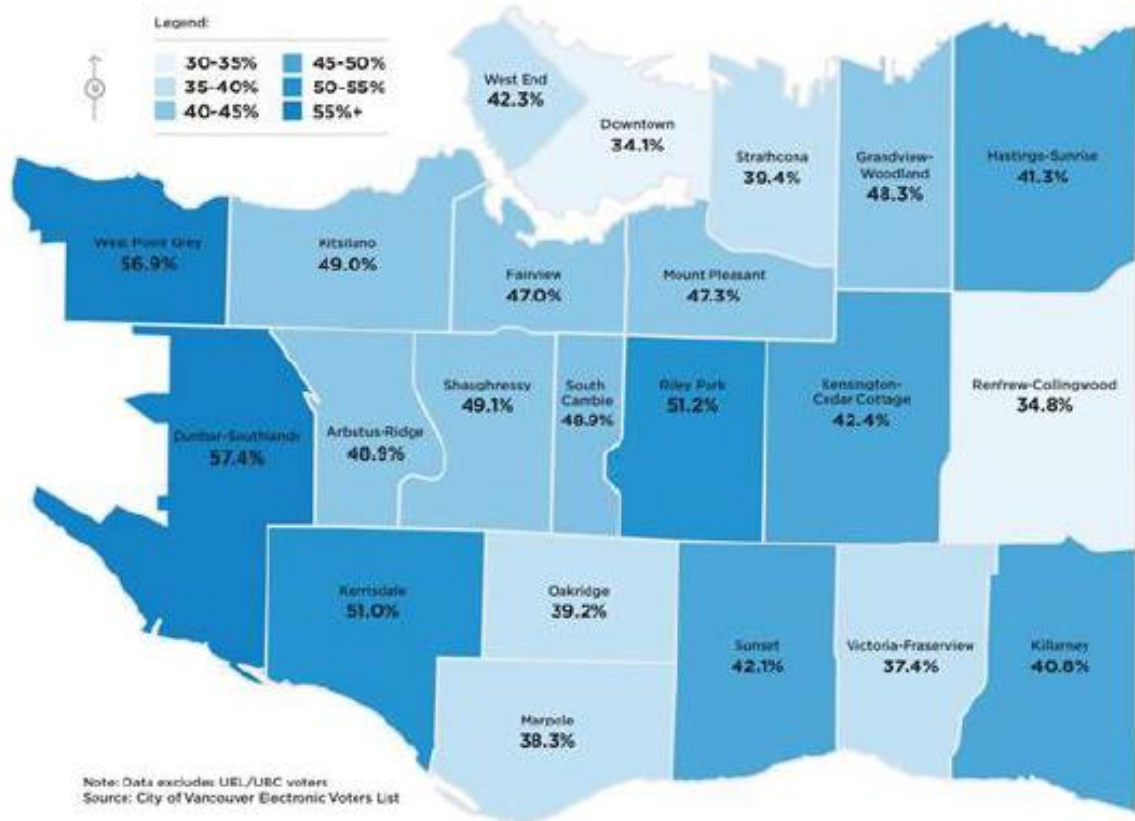 Legend:
30-35%
35-40%
40-45%
45-50%
50-55%
55%+
West End
42.3%
Downtown
34.1%
Strathcona
39.4%
Grandview-
Woodland
48.3%
Hastings-Sunrise
41.3%
West Point Grey
56.9%
Kitsilano
49.0%
Fairview
47.0%
Mount Pleasant
47.3%
Dunbar-Southlands
57.4%
Arbutus-Ridge
48.9%
Shaughnessy
49.1%
South
Cambie
48.9%
Riley Park
51.2%
Kensington-
Cedar Cottage
42.4%
Renfrew-Collingwood
34.8%
Kerrisdale
51.0%
Oakridge
39.2%
Marpole
38.3%
Sunset
42.1%
Victoria-Fraserview
37.4%
Killarney
40.8%
Note: Data excludes UEL/UBC voters
Source: City of Vancouver Electronic Voters List